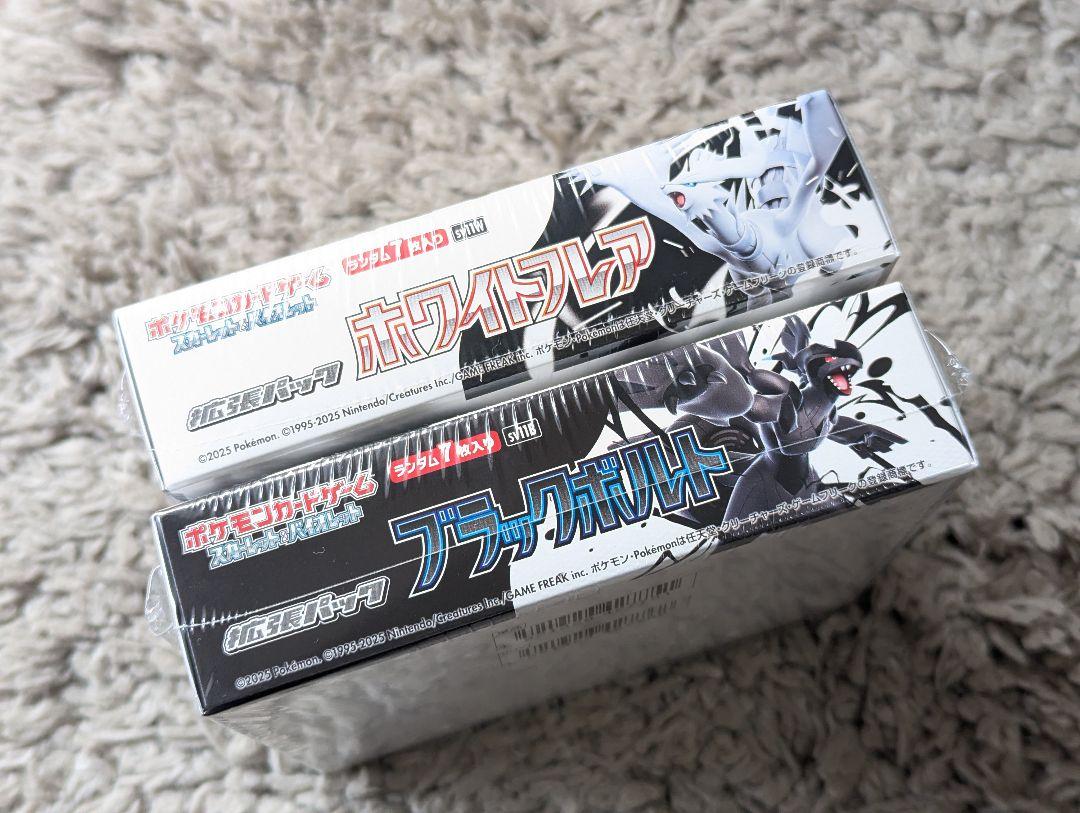 ポケモンカードゲーム
スカーレット&バイオレット
ランダム7枚入り
SV11W
拡張パック
ホワイトフレア
©2025 Pokémon. ©1995-2025 Nintendo/Creatures Inc./GAME FREAK inc. ポケモン・Pokémonは任天堂・クリーチャーズ・ゲームフリークの登録商標です。
ポケモンカードゲーム
スカーレット&バイオレット
ランダム7枚入り
SV11B
拡張パック
ブラックボルト
©2025 Pokémon. ©1995-2025 Nintendo/Creatures Inc./GAME FREAK inc. ポケモン・Pokémonは任天堂・クリーチャーズ・ゲームフリークの登録商標です。